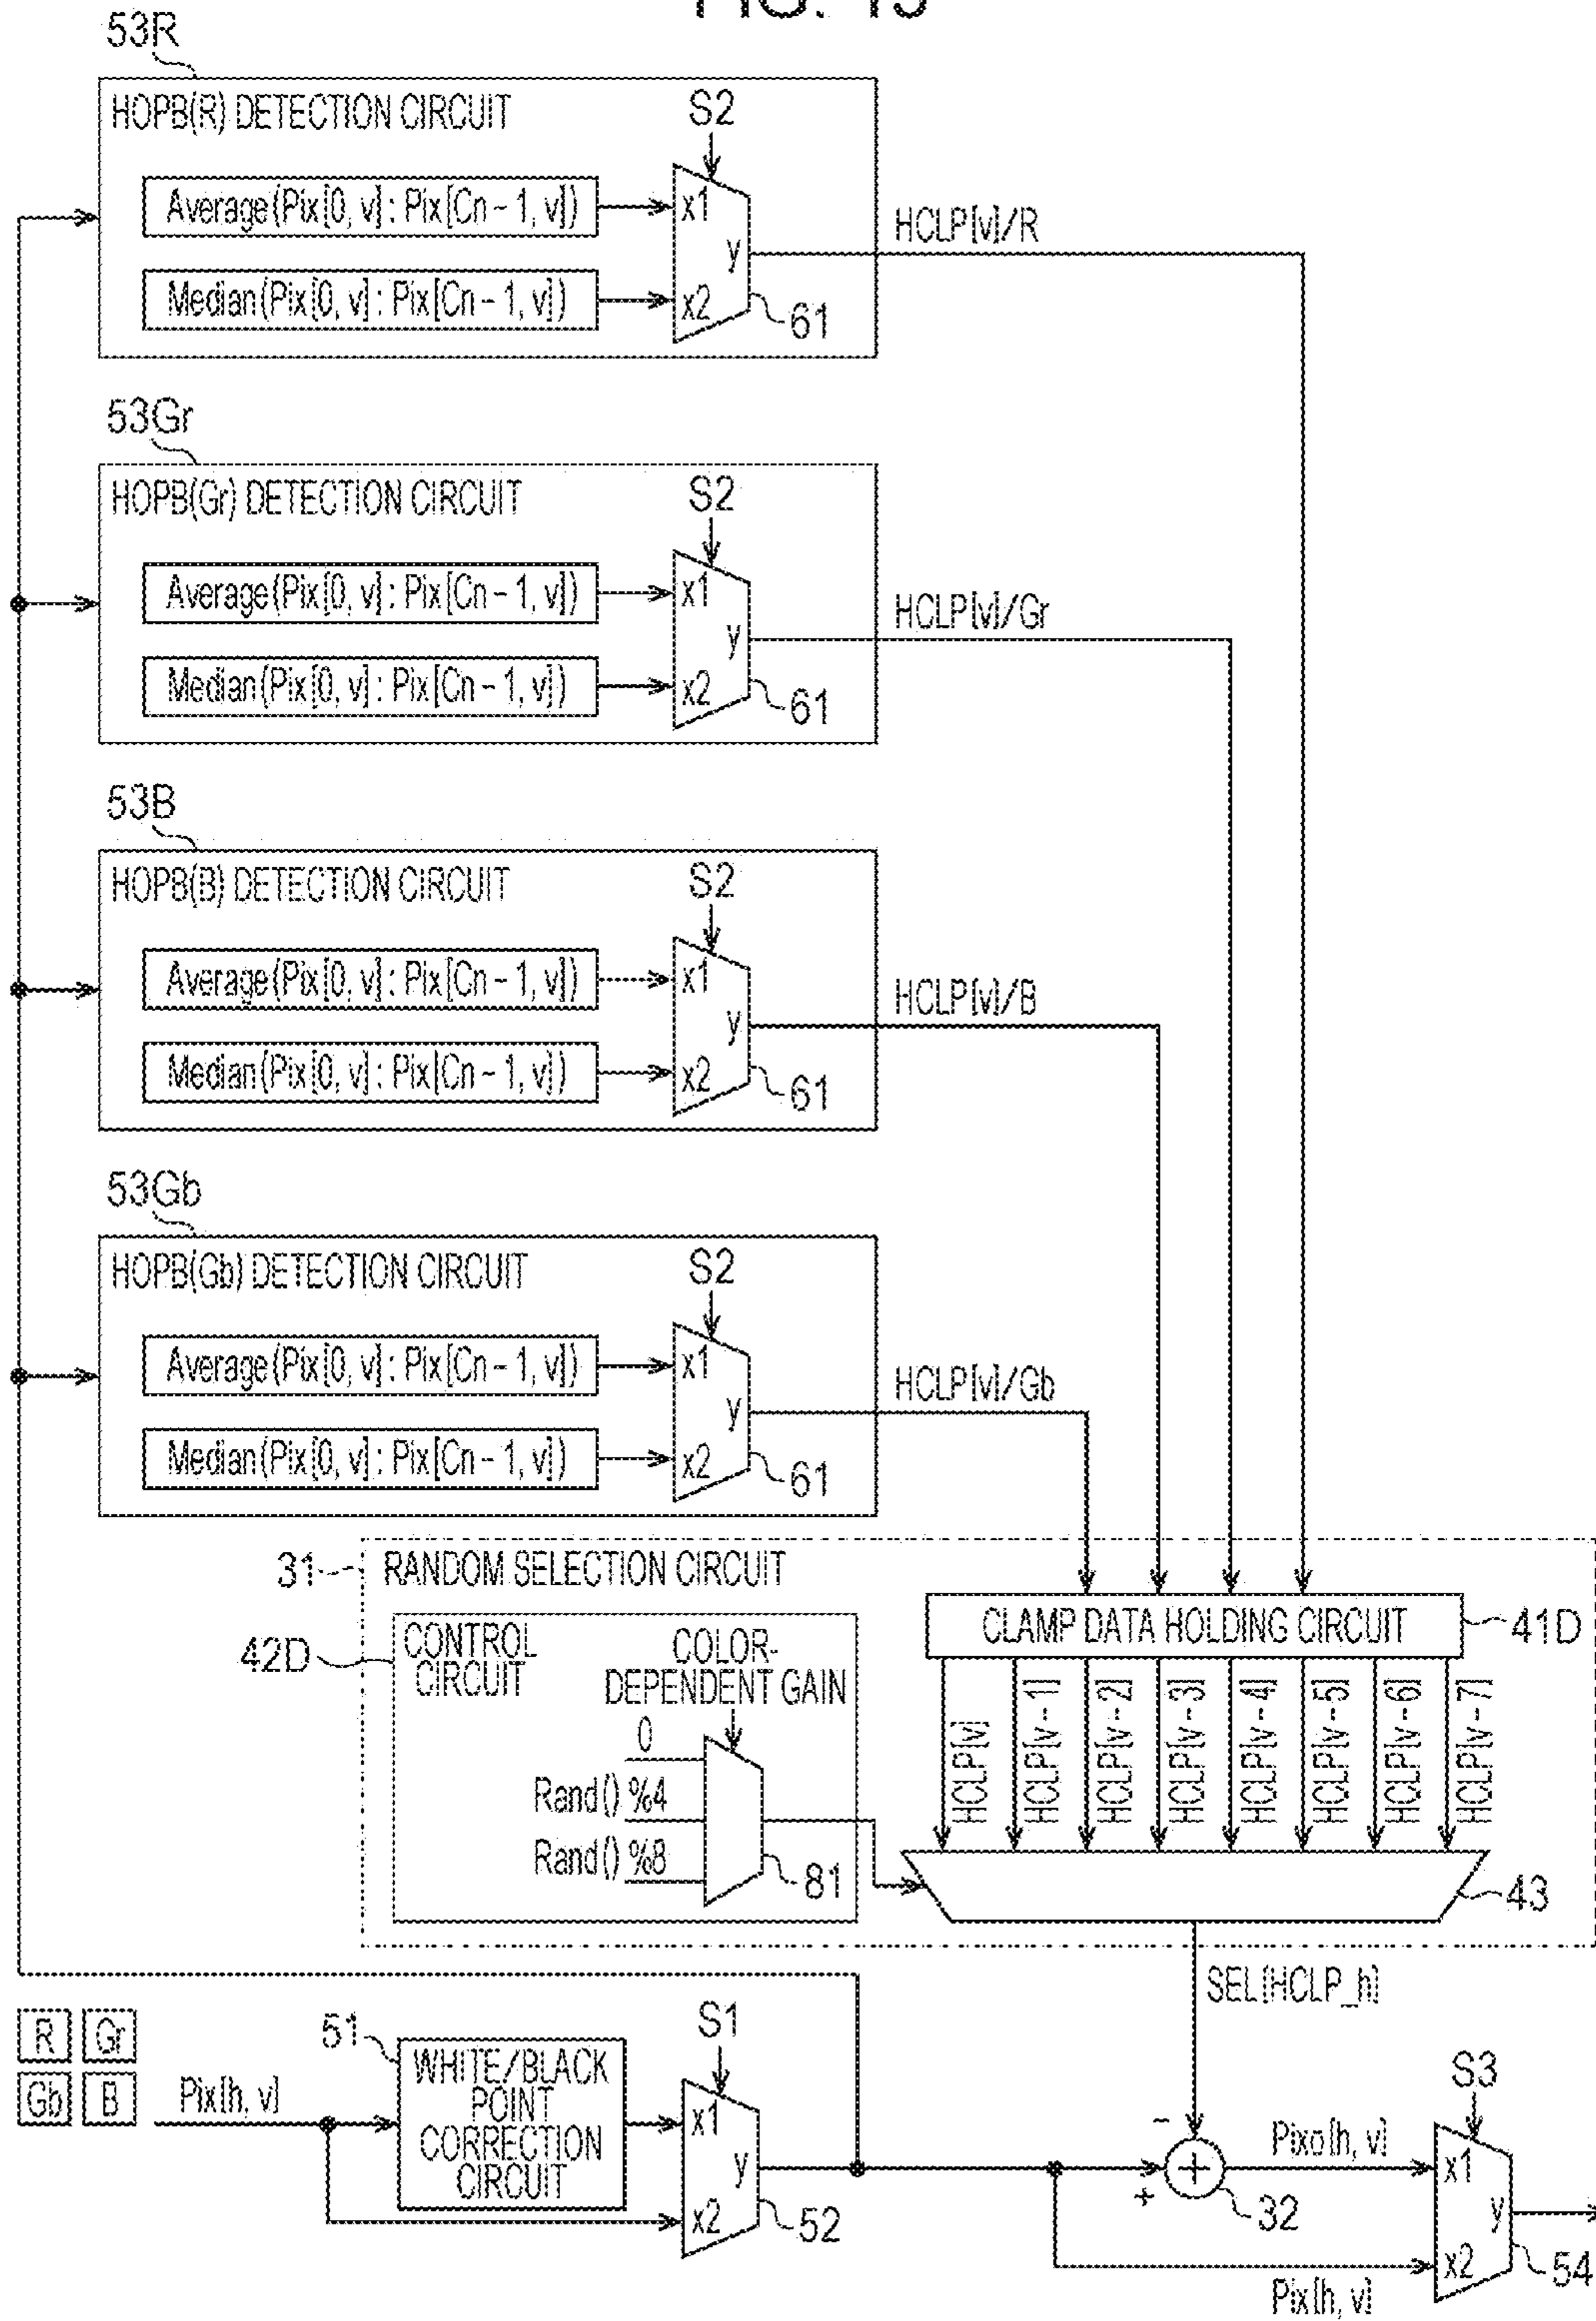 53R
HOPB(R) DETECTION CIRCUIT
S2
Average(Pix[0, v] : Pix[Cn - 1, v])
x1
y
HCLP[v]/R
Median(Pix[0, v] : Pix[Cn - 1, v])
x2
61
53Gr
HOPB(Gr) DETECTION CIRCUIT
S2
Average(Pix[0, v] : Pix[Cn - 1, v])
x1
y
HCLP[v]/Gr
Median(Pix[0, v] : Pix[Cn - 1, v])
x2
61
53B
HOPB(B) DETECTION CIRCUIT
S2
Average(Pix[0, v] : Pix[Cn - 1, v])
x1
y
HCLP[v]/B
Median(Pix[0, v] : Pix[Cn - 1, v])
x2
61
53Gb
HOPB(Gb) DETECTION CIRCUIT
S2
Average(Pix[0, v] : Pix[Cn - 1, v])
x1
y
HCLP[v]/Gb
Median(Pix[0, v] : Pix[Cn - 1, v])
x2
61
31
RANDOM SELECTION CIRCUIT
42D
CONTROL
CIRCUIT
COLOR-
DEPENDENT GAIN
0
Rand() %4
Rand() %8
81
CLAMP DATA HOLDING CIRCUIT
41D
HCLP[v]
HCLP[v - 1]
HCLP[v - 2]
HCLP[v - 3]
HCLP[v - 4]
HCLP[v - 5]
HCLP[v - 6]
HCLP[v - 7]
43
SEL[HCLP_h]
R
Gr
Gb
B
Pix[h, v]
51
WHITE/BLACK
POINT
CORRECTION
CIRCUIT
S1
x1
y
x2
52
-
+
+
32
Pixo[h, v]
Pix[h, v]
S3
x1
y
x2
54